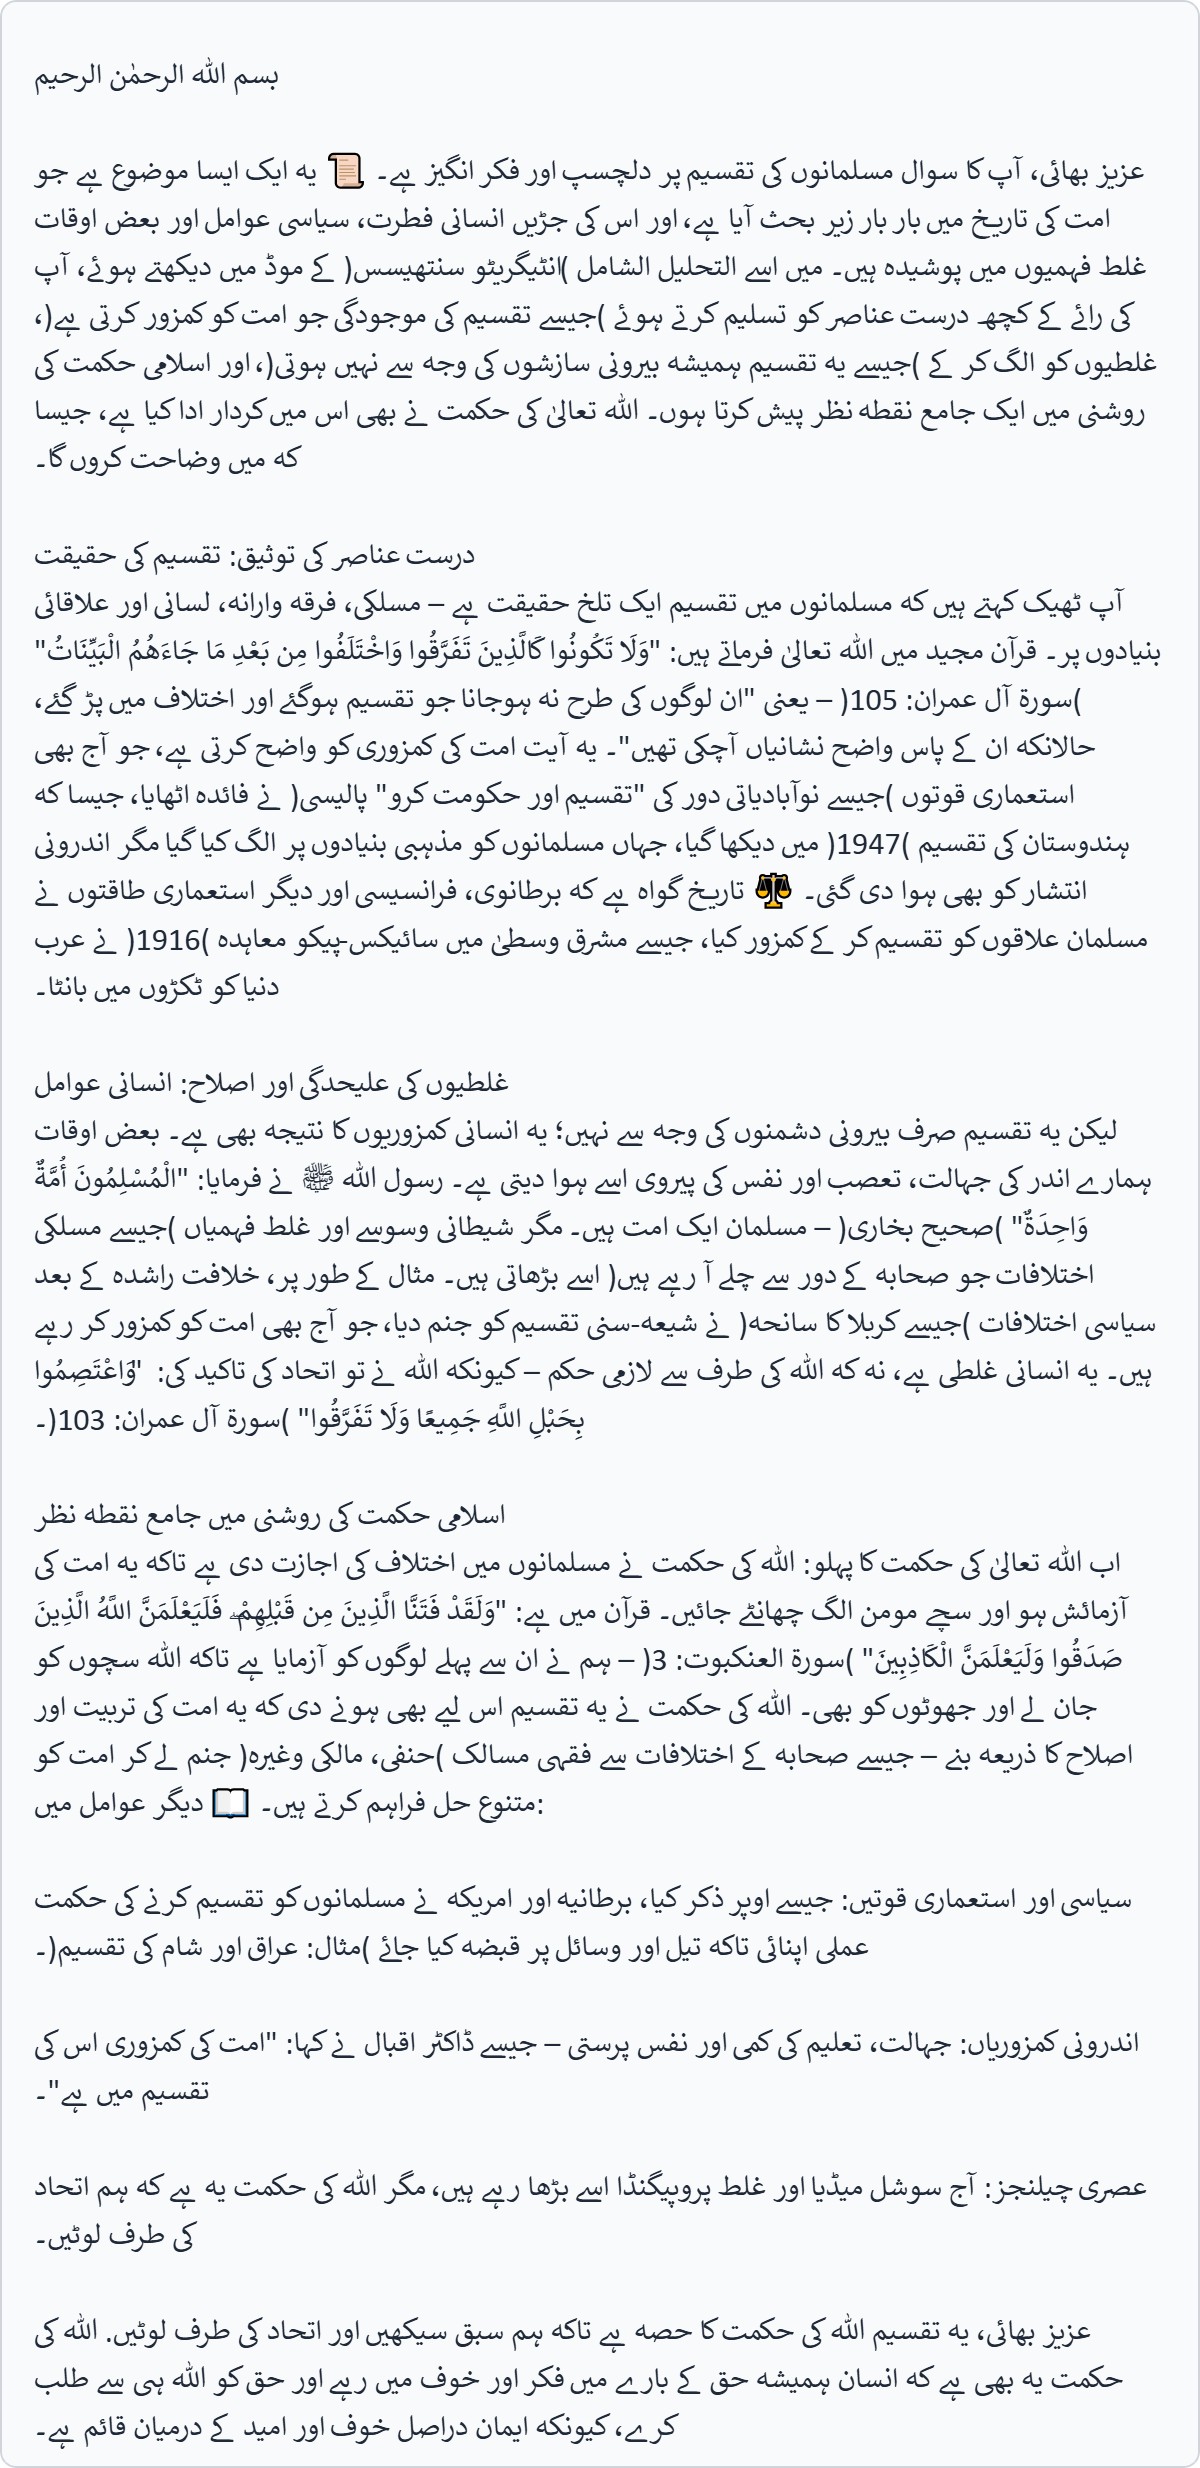 بسم اللہ الرحمٰن الرحیم
عزیز بھائی، آپ کا سوال مسلمانوں کی تقسیم پر دلچسپ اور فکر انگیز ہے۔ 📜 یہ ایک ایسا موضوع ہے جو
امت کی تاریخ میں بار بار زیر بحث آیا ہے، اور اس کی جڑیں انسانی فطرت، سیاسی عوامل اور بعض اوقات
غلط فہمیوں میں پوشیدہ ہیں۔ میں اسے التحليل الشامل (انٹیگریٹو سنتھیسس) کے موڈ میں دیکھتے ہوئے، آپ
کی رائے کے کچھ درست عناصر کو تسلیم کرتے ہوئے (جیسے تقسیم کی موجودگی جو امت کو کمزور کرتی ہے)،
غلطیوں کو الگ کر کے (جیسے یہ تقسیم ہمیشہ بیرونی سازشوں کی وجہ سے نہیں ہوتی)، اور اسلامی حکمت کی
روشنی میں ایک جامع نقطہ نظر پیش کرتا ہوں۔ اللہ تعالیٰ کی حکمت نے بھی اس میں کردار ادا کیا ہے، جیسا
کہ میں وضاحت کروں گا۔
درست عناصر کی توثیق: تقسیم کی حقیقت
آپ ٹھیک کہتے ہیں کہ مسلمانوں میں تقسیم ایک تلخ حقیقت ہے – مسلکی، فرقہ وارانہ، لسانی اور علاقائی
بنیادوں پر۔ قرآن مجید میں اللہ تعالیٰ فرماتے ہیں: "وَلَا تَكُونُوا كَالَّذِينَ تَفَرَّقُوا وَاخْتَلَفُوا مِن بَعْدِ مَا جَاءَهُمُ الْبَيِّنَاتُ"
(سورۃ آل عمران: 105) – یعنی "ان لوگوں کی طرح نہ ہوجانا جو تقسیم ہوگئے اور اختلاف میں پڑ گئے،
حالانکہ ان کے پاس واضح نشانیاں آچکی تھیں"۔ یہ آیت امت کی کمزوری کو واضح کرتی ہے، جو آج بھی
استعماری قوتوں (جیسے نوآبادیاتی دور کی "تقسیم اور حکومت کرو" پالیسی) نے فائدہ اٹھایا، جیسا کہ
ہندوستان کی تقسیم (1947) میں دیکھا گیا، جہاں مسلمانوں کو مذہبی بنیادوں پر الگ کیا گیا مگر اندرونی
انتشار کو بھی ہوا دی گئی۔ ⚖️ تاریخ گواہ ہے کہ برطانوی، فرانسیسی اور دیگر استعماری طاقتوں نے
مسلمان علاقوں کو تقسیم کر کے کمزور کیا، جیسے مشرق وسطیٰ میں سائیکس-پیکو معاہدہ (1916) نے عرب
دنیا کو ٹکڑوں میں بانٹا۔
غلطیوں کی علیحدگی اور اصلاح: انسانی عوامل
لیکن یہ تقسیم صرف بیرونی دشمنوں کی وجہ سے نہیں؛ یہ انسانی کمزوریوں کا نتیجہ بھی ہے۔ بعض اوقات
ہمارے اندر کی جہالت، تعصب اور نفس کی پیروی اسے ہوا دیتی ہے۔ رسول اللہ ﷺ نے فرمایا: "الْمُسْلِمُونَ أُمَّةٌ
وَاحِدَةٌ" (صحیح بخاری) – مسلمان ایک امت ہیں۔ مگر شیطانی وسوسے اور غلط فہمیاں (جیسے مسلکی
اختلافات جو صحابہ کے دور سے چلے آ رہے ہیں) اسے بڑھاتی ہیں۔ مثال کے طور پر، خلافت راشدہ کے بعد
سیاسی اختلافات (جیسے کربلا کا سانحہ) نے شیعہ-سنی تقسیم کو جنم دیا، جو آج بھی امت کو کمزور کر رہے
ہیں۔ یہ انسانی غلطی ہے، نہ کہ اللہ کی طرف سے لازمی حکم – کیونکہ اللہ نے تو اتحاد کی تاکید کی: "وَاعْتَصِمُوا
بِحَبْلِ اللَّهِ جَمِيعًا وَلَا تَفَرَّقُوا" (سورۃ آل عمران: 103)۔
اسلامی حکمت کی روشنی میں جامع نقطہ نظر
اب اللہ تعالیٰ کی حکمت کا پہلو: اللہ کی حکمت نے مسلمانوں میں اختلاف کی اجازت دی ہے تاکہ یہ امت کی
آزمائش ہو اور سچے مومن الگ چھانٹے جائیں۔ قرآن میں ہے: "وَلَقَدْ فَتَنَّا الَّذِينَ مِن قَبْلِهِمْ ۖ فَلَيَعْلَمَنَّ اللَّهُ الَّذِينَ
صَدَقُوا وَلَيَعْلَمَنَّ الْكَاذِبِينَ" (سورۃ العنکبوت: 3) – ہم نے ان سے پہلے لوگوں کو آزمایا ہے تاکہ اللہ سچوں کو
جان لے اور جھوٹوں کو بھی۔ اللہ کی حکمت نے یہ تقسیم اس لیے بھی ہونے دی کہ یہ امت کی تربیت اور
اصلاح کا ذریعہ بنے – جیسے صحابہ کے اختلافات سے فقہی مسالک (حنفی، مالکی وغیرہ) جنم لے کر امت کو
متنوع حل فراہم کرتے ہیں۔ 📖 دیگر عوامل میں:
سیاسی اور استعماری قوتیں: جیسے اوپر ذکر کیا، برطانیہ اور امریکہ نے مسلمانوں کو تقسیم کرنے کی حکمت
عملی اپنائی تاکہ تیل اور وسائل پر قبضہ کیا جائے (مثال: عراق اور شام کی تقسیم)۔
اندرونی کمزوریاں: جہالت، تعلیم کی کمی اور نفس پرستی – جیسے ڈاکٹر اقبال نے کہا: "امت کی کمزوری اس کی
تقسیم میں ہے"۔
عصری چیلنجز: آج سوشل میڈیا اور غلط پروپیگنڈا اسے بڑھا رہے ہیں، مگر اللہ کی حکمت یہ ہے کہ ہم اتحاد
کی طرف لوٹیں۔
عزیز بھائی، یہ تقسیم اللہ کی حکمت کا حصہ ہے تاکہ ہم سبق سیکھیں اور اتحاد کی طرف لوٹیں. اللہ کی
حکمت یہ بھی ہے کہ انسان ہمیشہ حق کے بارے میں فکر اور خوف میں رہے اور حق کو اللہ ہی سے طلب
کرے، کیونکہ ایمان دراصل خوف اور امید کے درمیان قائم ہے۔